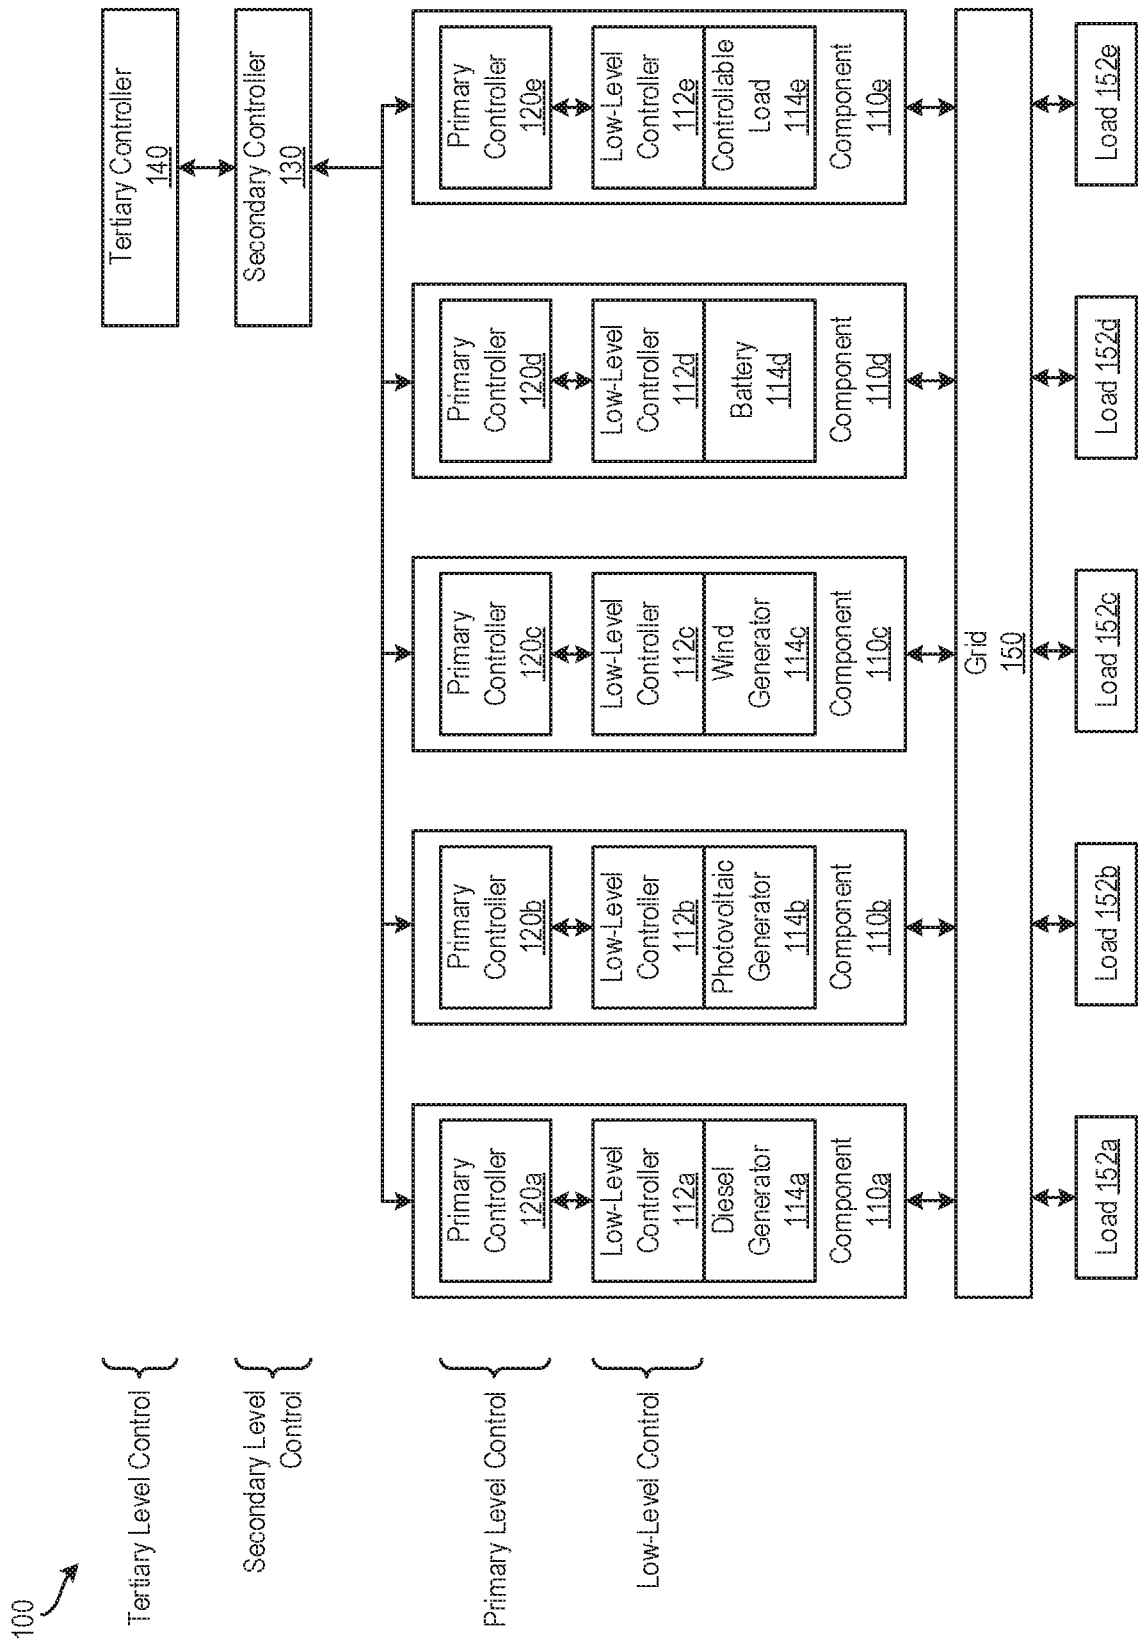 100
Tertiary Level Control
Secondary Level
Control
Primary Level Control
Low-Level Control
Tertiary Controller
140
Secondary Controller
130
Primary
Controller
120a
Low-Level
Controller
112a
Diesel
Generator
114a
Component
110a
Primary
Controller
120b
Low-Level
Controller
112b
Photovoltaic
Generator
114b
Component
110b
Primary
Controller
120c
Low-Level
Controller
112c
Wind
Generator
114c
Component
110c
Primary
Controller
120d
Low-Level
Controller
112d
Battery
114d
Component
110d
Primary
Controller
120e
Low-Level
Controller
112e
Controllable
Load
114e
Component
110e
Grid
150
Load 152a
Load 152b
Load 152c
Load 152d
Load 152e